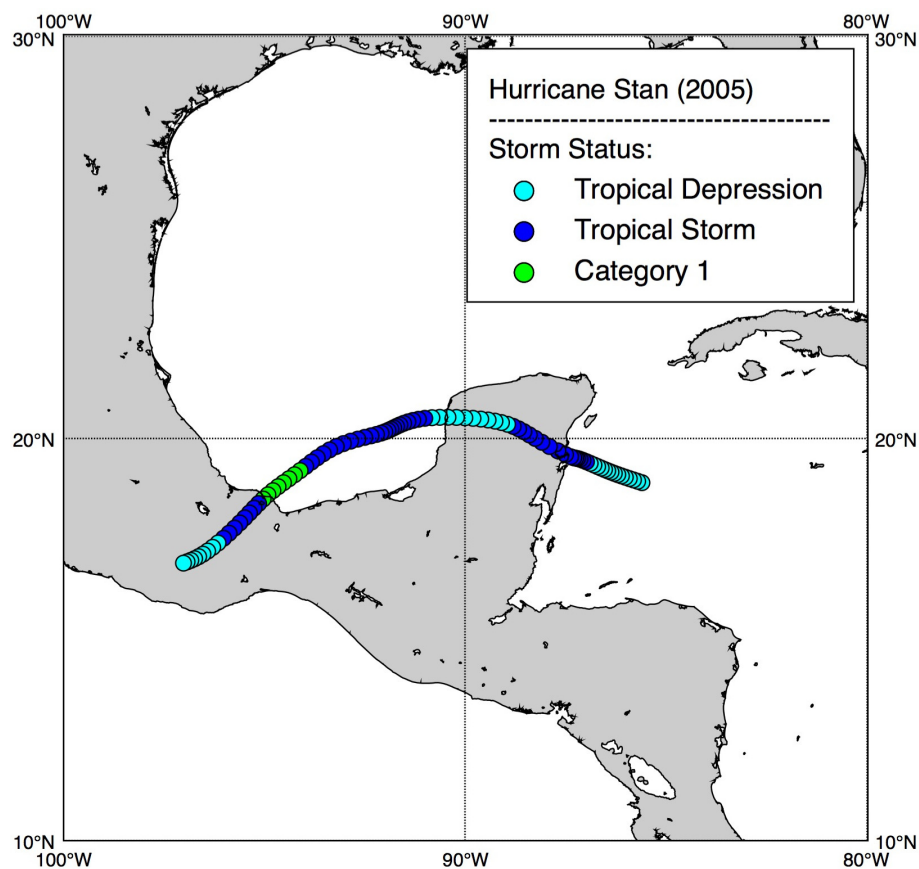 100°W 90°W 80°W
30°N 30°N
Hurricane Stan (2005)
--------------------------------------
Storm Status:
Tropical Depression
Tropical Storm
Category 1
20°N 20°N
10°N 10°N
100°W 90°W 80°W